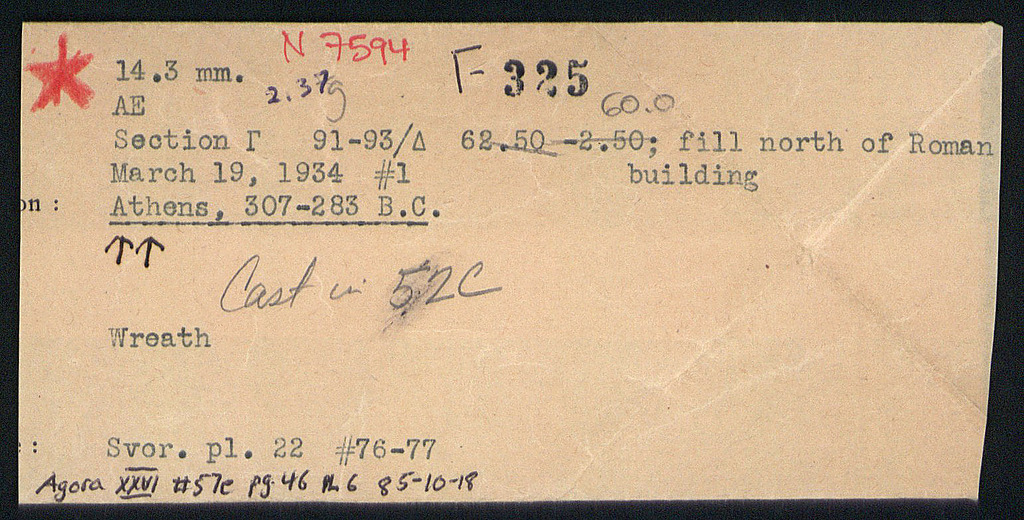 N 7594
14.3 mm. 2.37g Γ- 325
AE 60.0
Section Γ 91-93/Δ 62.50 -2.50; fill north of Roman
March 19, 1934 #1 building
on : Athens, 307-283 B.C.
↑↑
Cast in 52C
Wreath
: Svor. pl. 22 #76-77
Agora XXVI #57e pg.46 PL 6 85-10-18